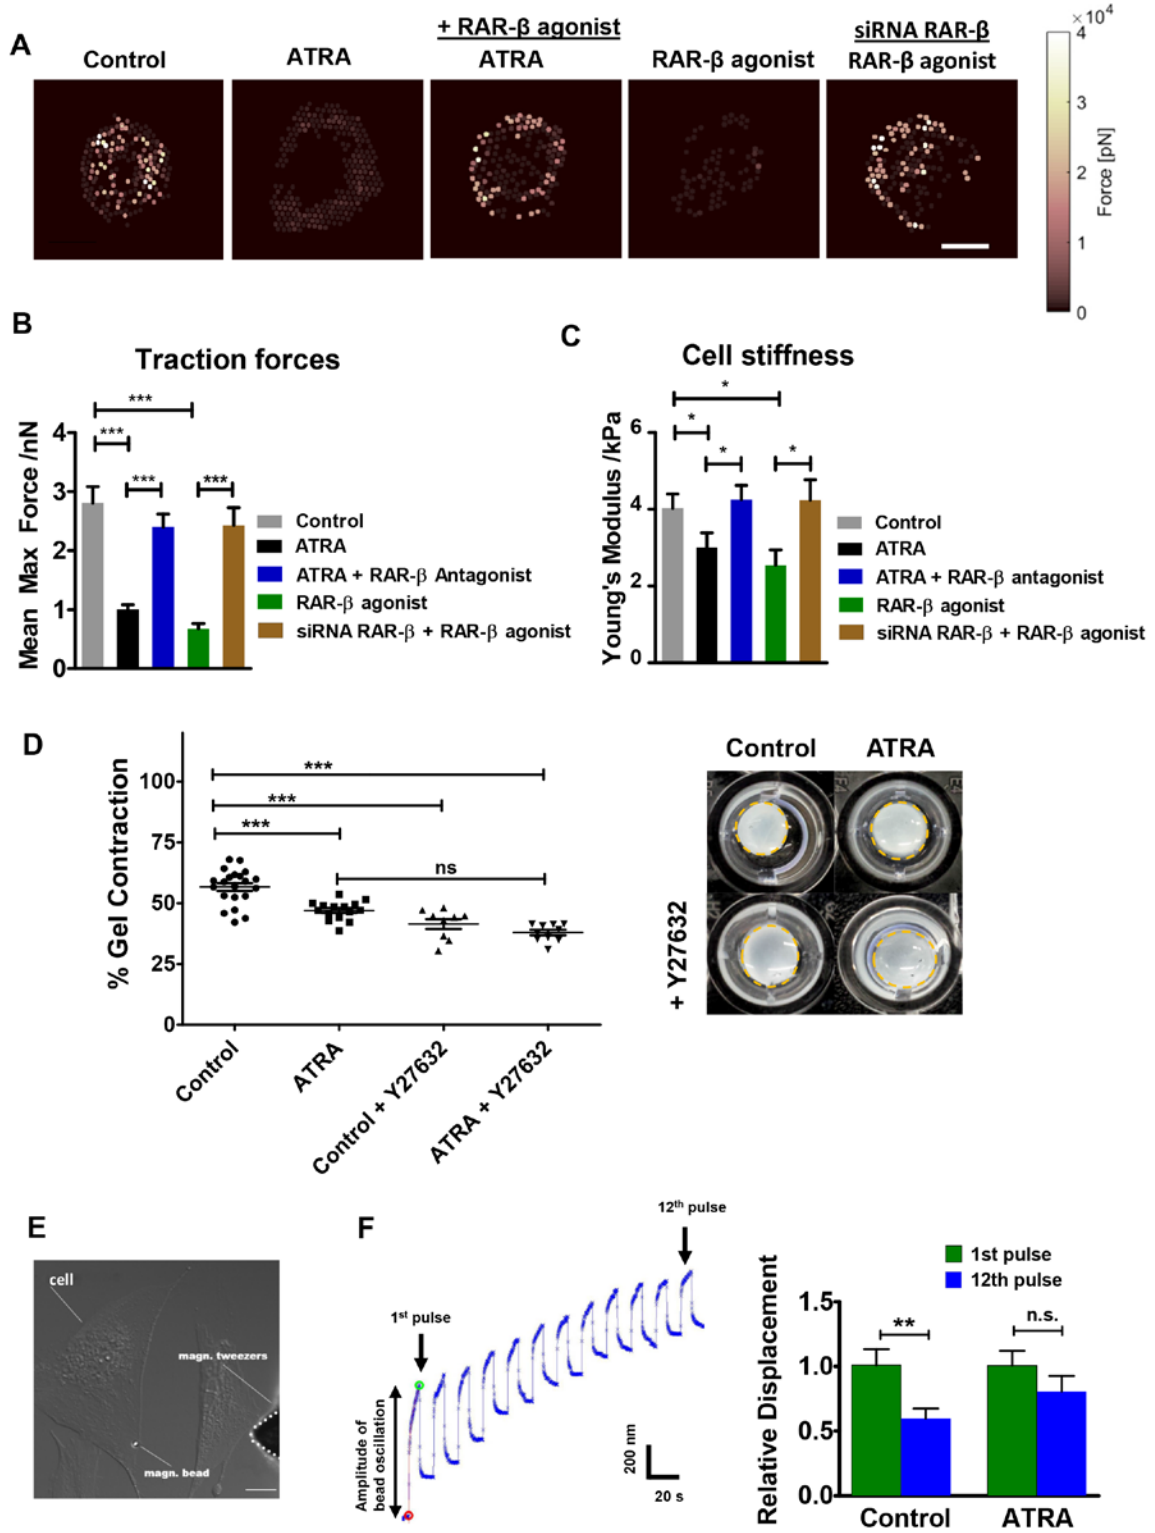 A
Control
ATRA
+ RAR-β agonist
ATRA
RAR-β agonist
siRNA RAR-β
RAR-β agonist
×10⁴
4
3
2
1
0
Force [pN]
B
Traction forces
***
***
***
***
Mean Max Force /nN
4
3
2
1
0
Control
ATRA
ATRA + RAR-β Antagonist
RAR-β agonist
siRNA RAR-β + RAR-β agonist
C
Cell stiffness
*
*
*
*
Young's Modulus /kPa
6
4
2
0
Control
ATRA
ATRA + RAR-β antagonist
RAR-β agonist
siRNA RAR-β + RAR-β agonist
D
% Gel Contraction
100
75
50
25
0
***
***
***
ns
Control
ATRA
Control + Y27632
ATRA + Y27632
Control
ATRA
+ Y27632
E
cell
magn. tweezers
magn. bead
F
1st pulse
12th pulse
Amplitude of
bead oscillation
200 nm
20 s
1st pulse
12th pulse
Relative Displacement
1.5
1.0
0.5
0.0
**
n.s.
Control
ATRA